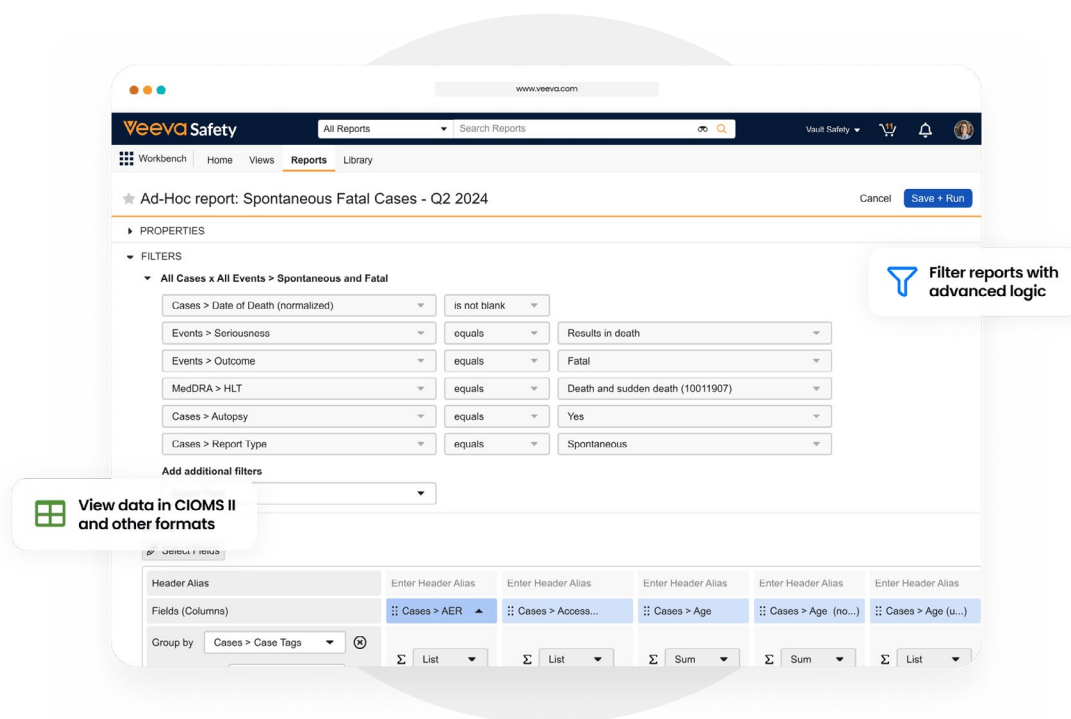 www.veeva.com
Veeva Safety
All Reports
Search Reports
Vault Safety
11
Workbench
Home
Views
Reports
Library
Ad-Hoc report: Spontaneous Fatal Cases - Q2 2024
Cancel
Save + Run
PROPERTIES
FILTERS
All Cases x All Events > Spontaneous and Fatal
Filter reports with
advanced logic
Cases > Date of Death (normalized)
is not blank
Events > Seriousness
equals
Results in death
Events > Outcome
equals
Fatal
MedDRA > HLT
equals
Death and sudden death (10011907)
Cases > Autopsy
equals
Yes
Cases > Report Type
equals
Spontaneous
Add additional filters
View data in CIOMS II
and other formats
Select Fields
Header Alias
Enter Header Alias
Enter Header Alias
Enter Header Alias
Enter Header Alias
Enter Header Alias
Fields (Columns)
Cases > AER
Cases > Access...
Cases > Age
Cases > Age (no...)
Cases > Age (u...)
Group by
Cases > Case Tags
Σ List
Σ List
Σ Sum
Σ Sum
Σ List